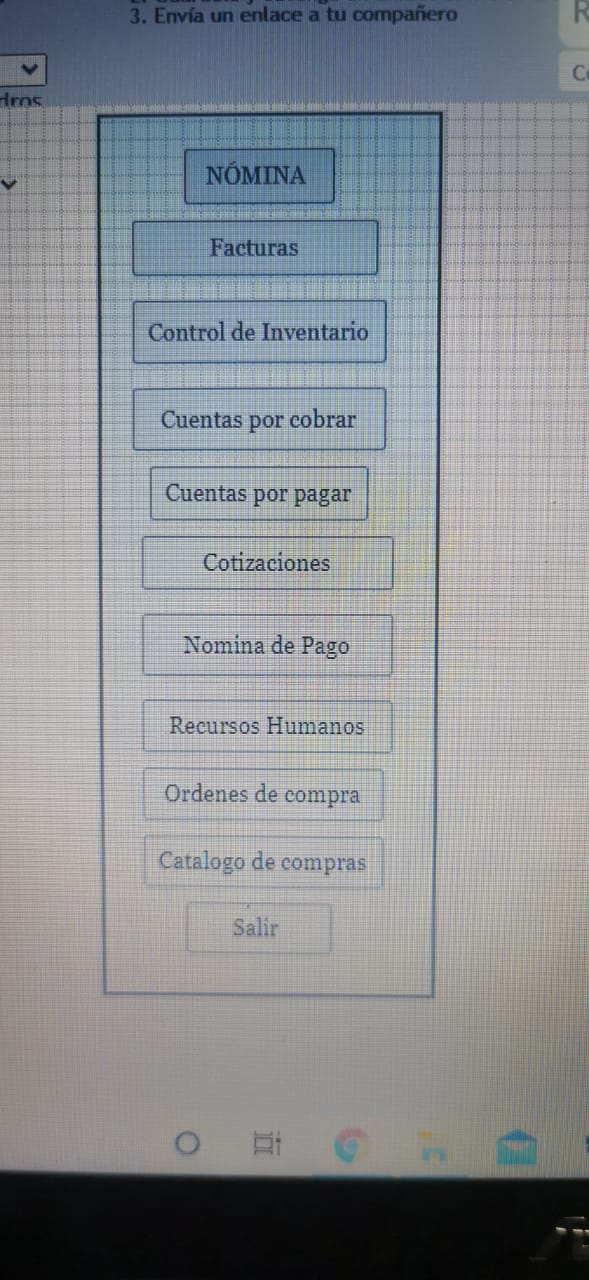 3. Envía un enlace a tu compañero
NÓMINA
Facturas
Control de Inventario
Cuentas por cobrar
Cuentas por pagar
Cotizaciones
Nomina de Pago
Recursos Humanos
Ordenes de compra
Catalogo de compras
Salir